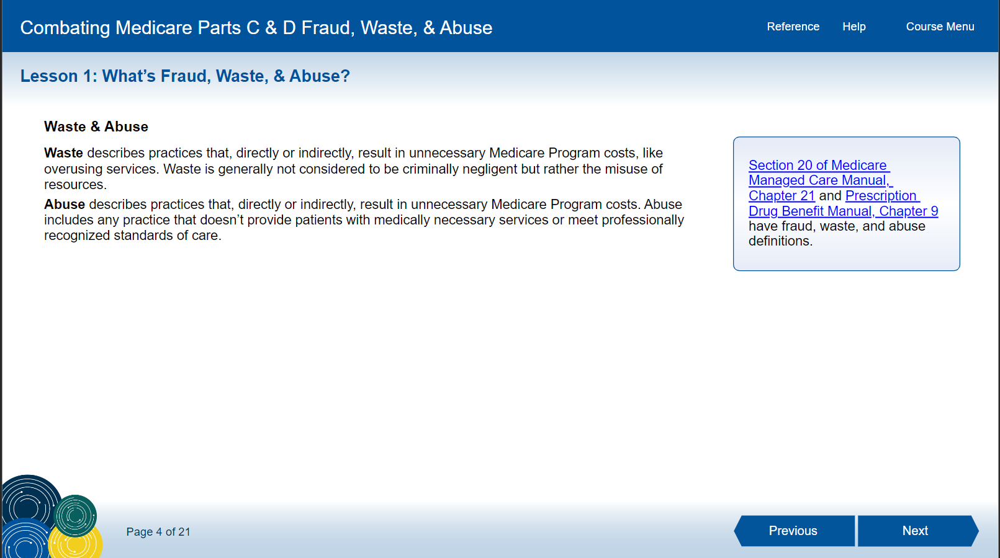 Combating Medicare Parts C & D Fraud, Waste, & Abuse
Reference Help Course Menu
Lesson 1: What’s Fraud, Waste, & Abuse?
Waste & Abuse
Waste describes practices that, directly or indirectly, result in unnecessary Medicare Program costs, like
overusing services. Waste is generally not considered to be criminally negligent but rather the misuse of
resources.
Abuse describes practices that, directly or indirectly, result in unnecessary Medicare Program costs. Abuse
includes any practice that doesn’t provide patients with medically necessary services or meet professionally
recognized standards of care.
Section 20 of Medicare
Managed Care Manual,
Chapter 21 and Prescription
Drug Benefit Manual, Chapter 9
have fraud, waste, and abuse
definitions.
Page 4 of 21
Previous
Next